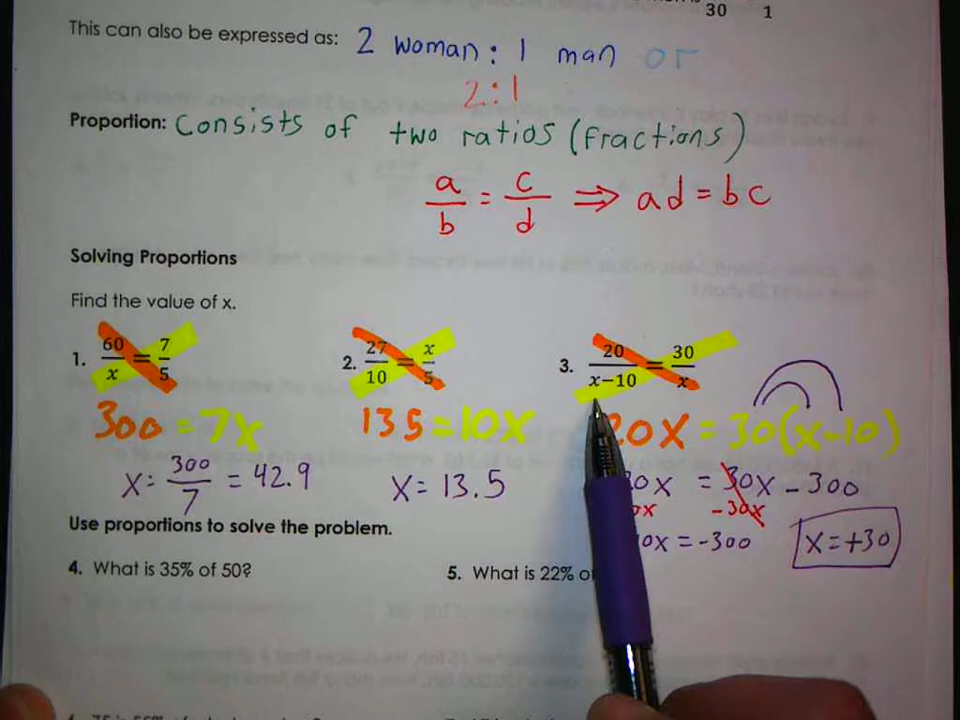 30 1
This can also be expressed as: 2 woman : 1 man or
2:1
Proportion: Consists of two ratios (fractions)
a/b = c/d ⇒ ad = bc
Solving Proportions
Find the value of x.
1. 60/x = 7/5 2. 27/10 = x/5 3. 20/x−10 = 30/x
300 = 7x 135 = 10x 20x = 30(x-10)
x = 300/7 = 42.9 x = 13.5 20x = 30x - 300
-30x
x = -300 x = +30
Use proportions to solve the problem.
4. What is 35% of 50? 5. What is 22%